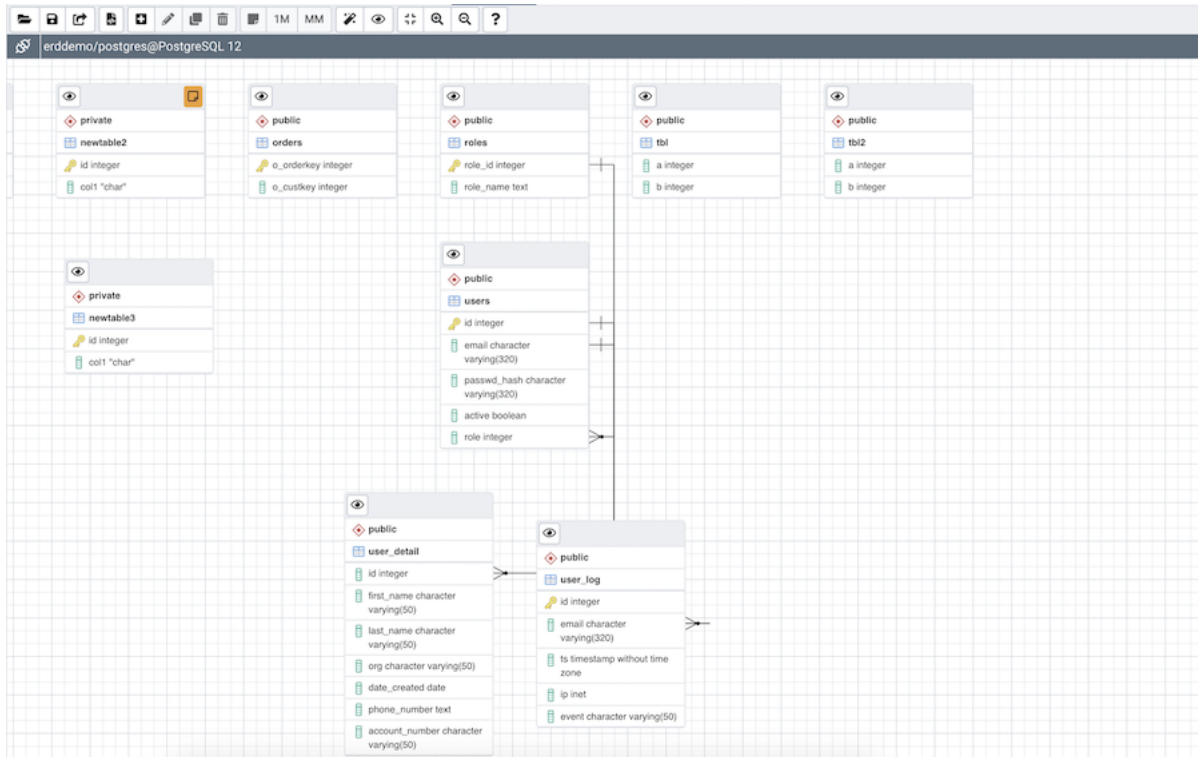 1M MM ?
erddemo/postgres@PostgreSQL 12
private
newtable2
id integer
col1 "char"
public
orders
o_orderkey integer
o_custkey integer
public
roles
role_id integer
role_name text
public
tbl
a integer
b integer
public
tbl2
a integer
b integer
private
newtable3
id integer
col1 "char"
public
users
id integer
email character
varying(320)
passwd_hash character
varying(320)
active boolean
role integer
public
user_detail
id integer
first_name character
varying(50)
last_name character
varying(50)
org character varying(50)
date_created date
phone_number text
account_number character
varying(50)
public
user_log
id integer
email character
varying(320)
ts timestamp without time
zone
ip inet
event character varying(50)